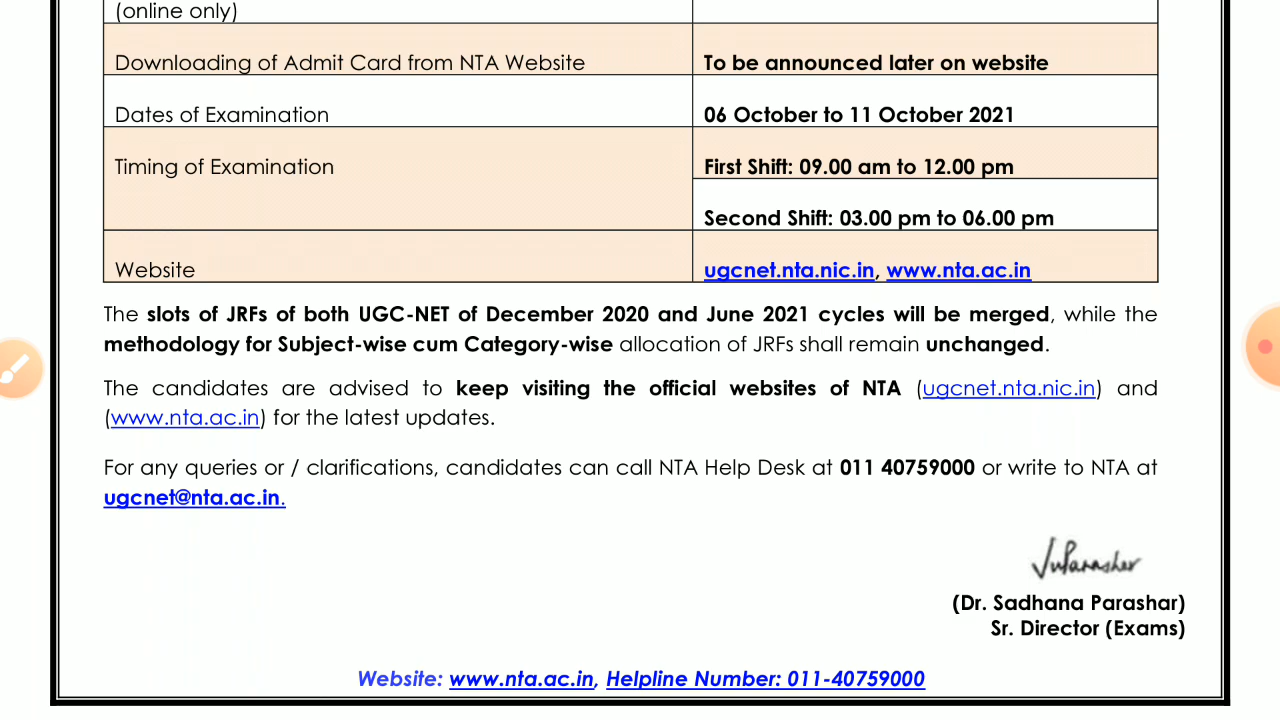 (online only)
Downloading of Admit Card from NTA Website To be announced later on website
Dates of Examination 06 October to 11 October 2021
Timing of Examination First Shift: 09.00 am to 12.00 pm
Second Shift: 03.00 pm to 06.00 pm
Website ugcnet.nta.nic.in, www.nta.ac.in
The slots of JRFs of both UGC-NET of December 2020 and June 2021 cycles will be merged, while the
methodology for Subject-wise cum Category-wise allocation of JRFs shall remain unchanged.
The candidates are advised to keep visiting the official websites of NTA (ugcnet.nta.nic.in) and
(www.nta.ac.in) for the latest updates.
For any queries or / clarifications, candidates can call NTA Help Desk at 011 40759000 or write to NTA at
ugcnet@nta.ac.in.
(Dr. Sadhana Parashar)
Sr. Director (Exams)
Website: www.nta.ac.in, Helpline Number: 011-40759000